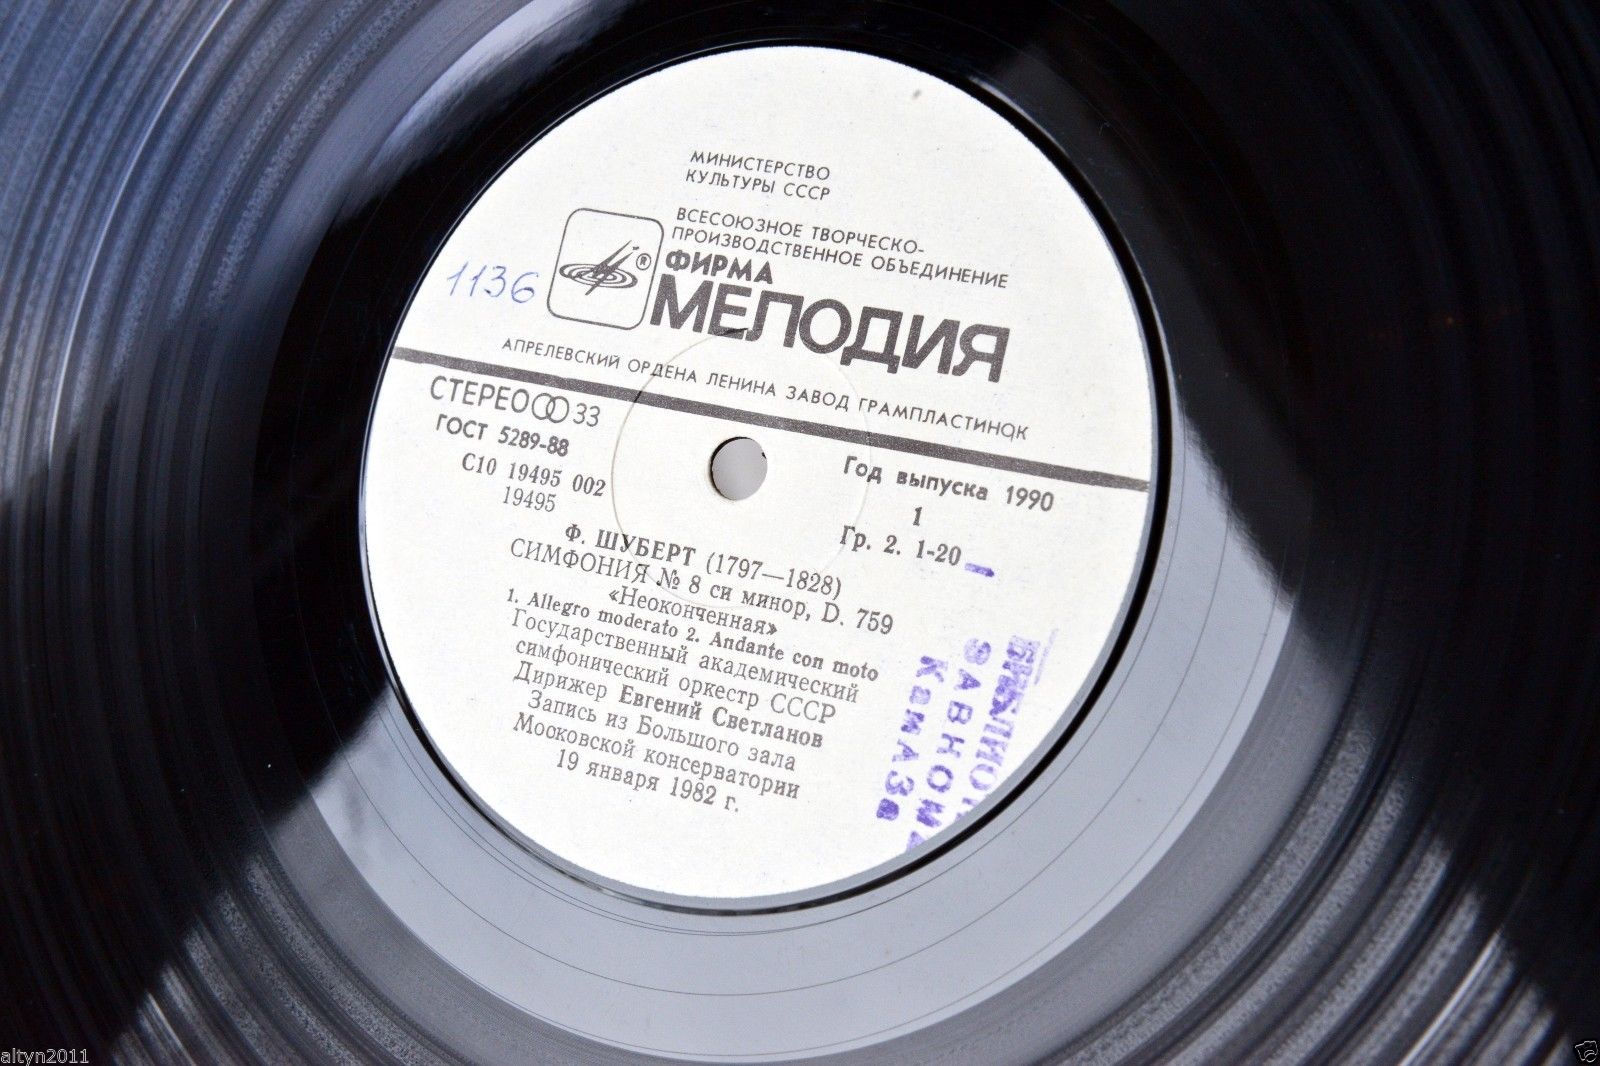 МИНИСТЕРСТВО
КУЛЬТУРЫ СССР
ВСЕСОЮЗНОЕ ТВОРЧЕСКО-
ПРОИЗВОДСТВЕННОЕ ОБЪЕДИНЕНИЕ
ФИРМА
®
МЕЛОДИЯ
1136
АПРЕЛЕВСКИЙ ОРДЕНА ЛЕНИНА ЗАВОД ГРАМПЛАСТИНОК
СТЕРЕО 33
ГОСТ 5289-88
С10 19495 002
19495
Год выпуска 1990
1
Гр. 2. 1-20
1
Ф. ШУБЕРТ (1797—1828)
СИМФОНИЯ № 8 си минор, D. 759
«Неоконченная»
1. Allegro moderato 2. Andante con moto
Государственный академический
симфонический оркестр СССР
Дирижер Евгений Светланов
Запись из Большого зала
Московской консерватории
19 января 1982 г.
КамАЗа
altyn2011